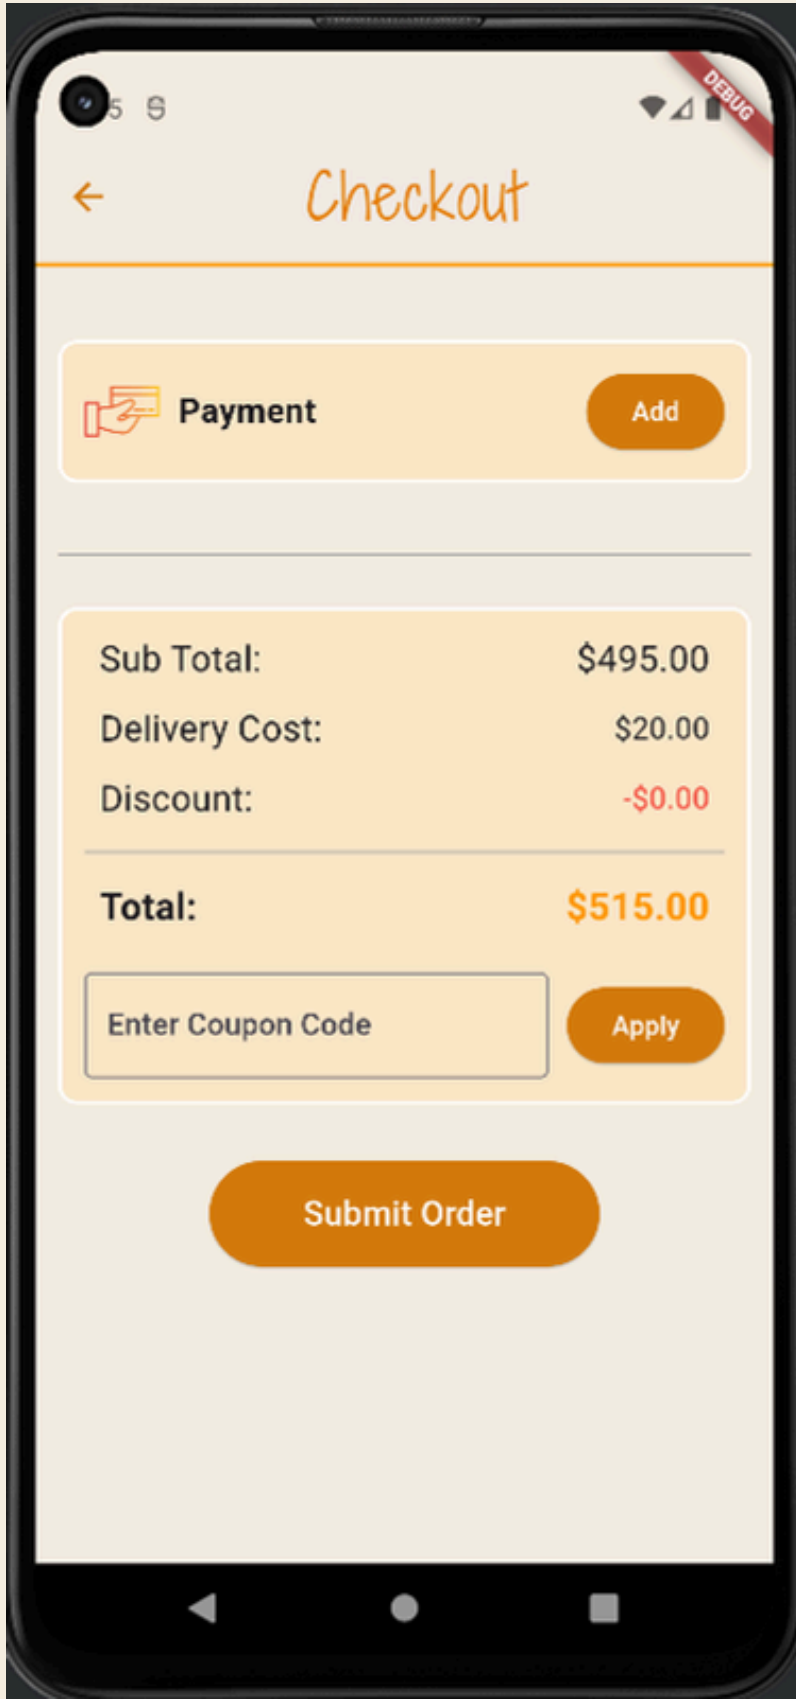 5
DEBUG
Checkout
Payment
Add
Sub Total: $495.00
Delivery Cost: $20.00
Discount: -$0.00
Total: $515.00
Enter Coupon Code
Apply
Submit Order